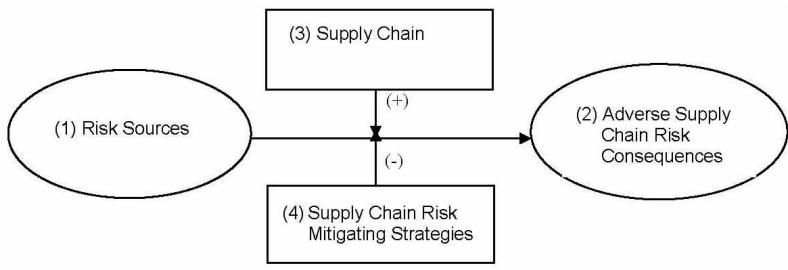 (3) Supply Chain
(+)
(1) Risk Sources
(2) Adverse Supply
Chain Risk
Consequences
(-)
(4) Supply Chain Risk
Mitigating Strategies